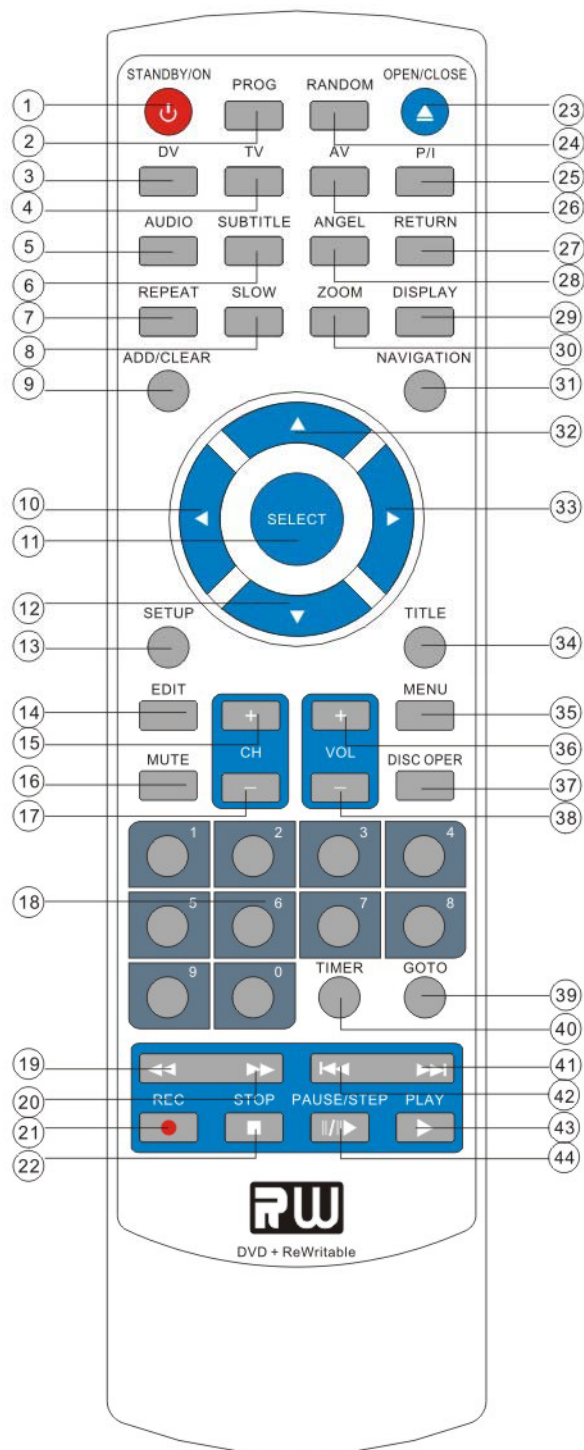 STANDBY/ON PROG RANDOM OPEN/CLOSE
1 23
2 24
DV TV AV P/I
3 25
4 26
AUDIO SUBTITLE ANGEL RETURN
5 27
6 28
REPEAT SLOW ZOOM DISPLAY
7 29
8 30
ADD/CLEAR NAVIGATION
9 31
32
10 33
SELECT
11
12
SETUP TITLE
13 34
EDIT + + MENU
14 35
15 36
MUTE CH VOL DISC OPER
16 − − 37
17 38
1 2 3 4
18 5 6 7 8
9 0 TIMER GOTO
39
40
19 41
20 42
REC STOP PAUSE/STEP PLAY
21 43
22 44
RW
DVD + ReWritable